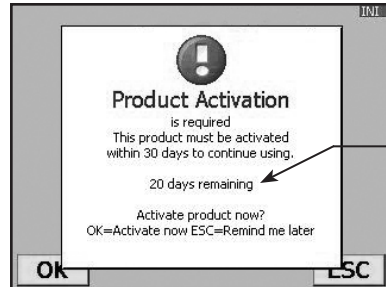 INI
Product Activation
is required
This product must be activated
within 30 days to continue using.
20 days remaining
Activate product now?
OK=Activate now ESC=Remind me later
OK
ESC